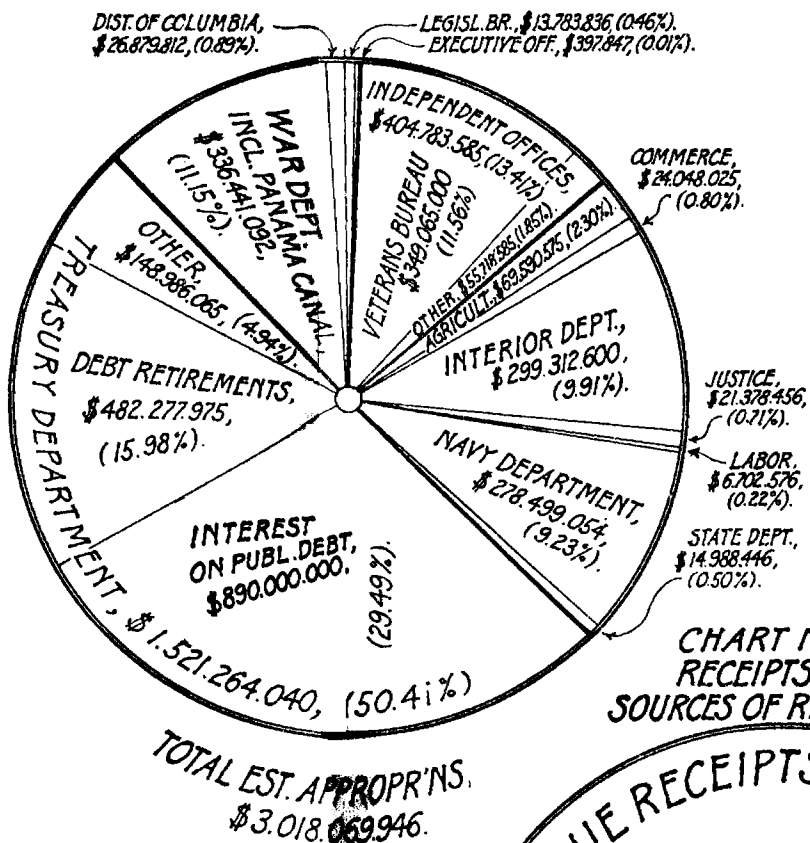 DIST. OF COLUMBIA,
$26.879.812, (0.89%).
LEGISL. BR., $13.783.836, (0.46%).
EXECUTIVE OFF., $397.847, (0.01%).
INDEPENDENT OFFICES,
$404.783.585, (13.41%)
VETERANS BUREAU
$349.065.000
(11.56%)
OTHER, $55.718.585, (1.85%).
AGRICULT., $69.590.575, (2.30%).
COMMERCE,
$24.048.025,
(0.80%).
INTERIOR DEPT.,
$299.312.600,
(9.91%).
JUSTICE,
$21.378.456,
(0.71%).
LABOR,
$6.702.576,
(0.22%).
NAVY DEPARTMENT,
$278.499.054,
(9.23%).
STATE DEPT.,
$14.988.446,
(0.50%).
WAR DEPT.
INCL. PANAMA CANAL,
$336.441.092,
(11.15%).
OTHER,
$148.986.065, (4.94%).
DEBT RETIREMENTS,
$482.277.975,
(15.98%).
INTEREST
ON PUBL. DEBT,
$890.000.000,
(29.49%).
TREASURY DEPARTMENT, $1.521.264.040, (50.41%)
TOTAL EST. APPROPR'NS.
$3.018.069.946.
CHART
RECEIPTS
SOURCES OF
RECEIPTS